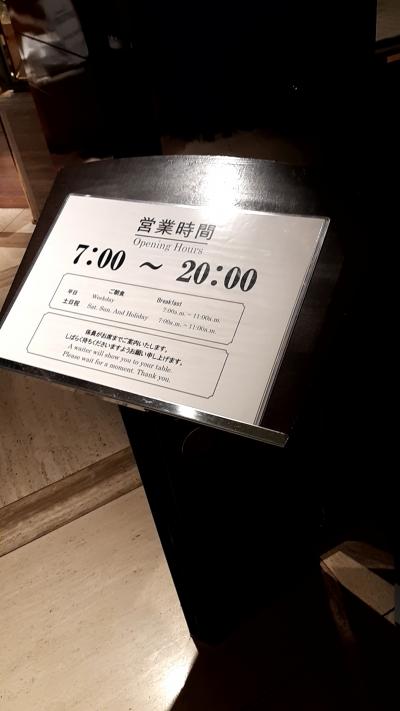 営業時間
Opening Hours
7:00 ～ 20:00
ご朝食 Breakfast
平日 Weekday 7:00a.m. ~ 11:00a.m.
土日祝 Sat. Sun. And Holiday 7:00a.m. ~ 11:00a.m.
係員がお席までご案内いたします。
しばらく待ちくださいますようお願い申し上げます。
A waiter will show you to your table.
Please wait for a moment. Thank you.